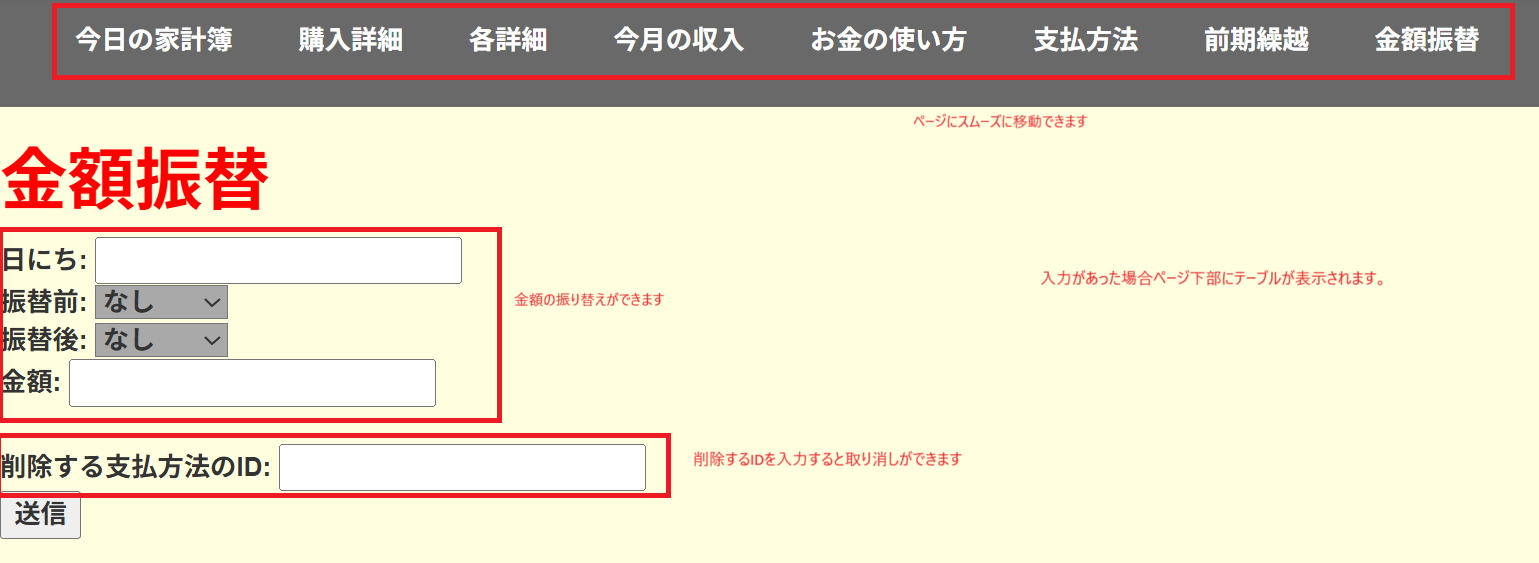 今日の家計簿 購入詳細 各詳細 今月の収入 お金の使い方 支払方法 前期繰越 金額振替
ページにスムーズに移動できます
金額振替
日にち:
入力があった場合ページ下部にテーブルが表示されます。
振替前: なし
金額の振り替えができます
振替後: なし
金額:
削除する支払方法のID:
削除するIDを入力すると取り消しができます
送信